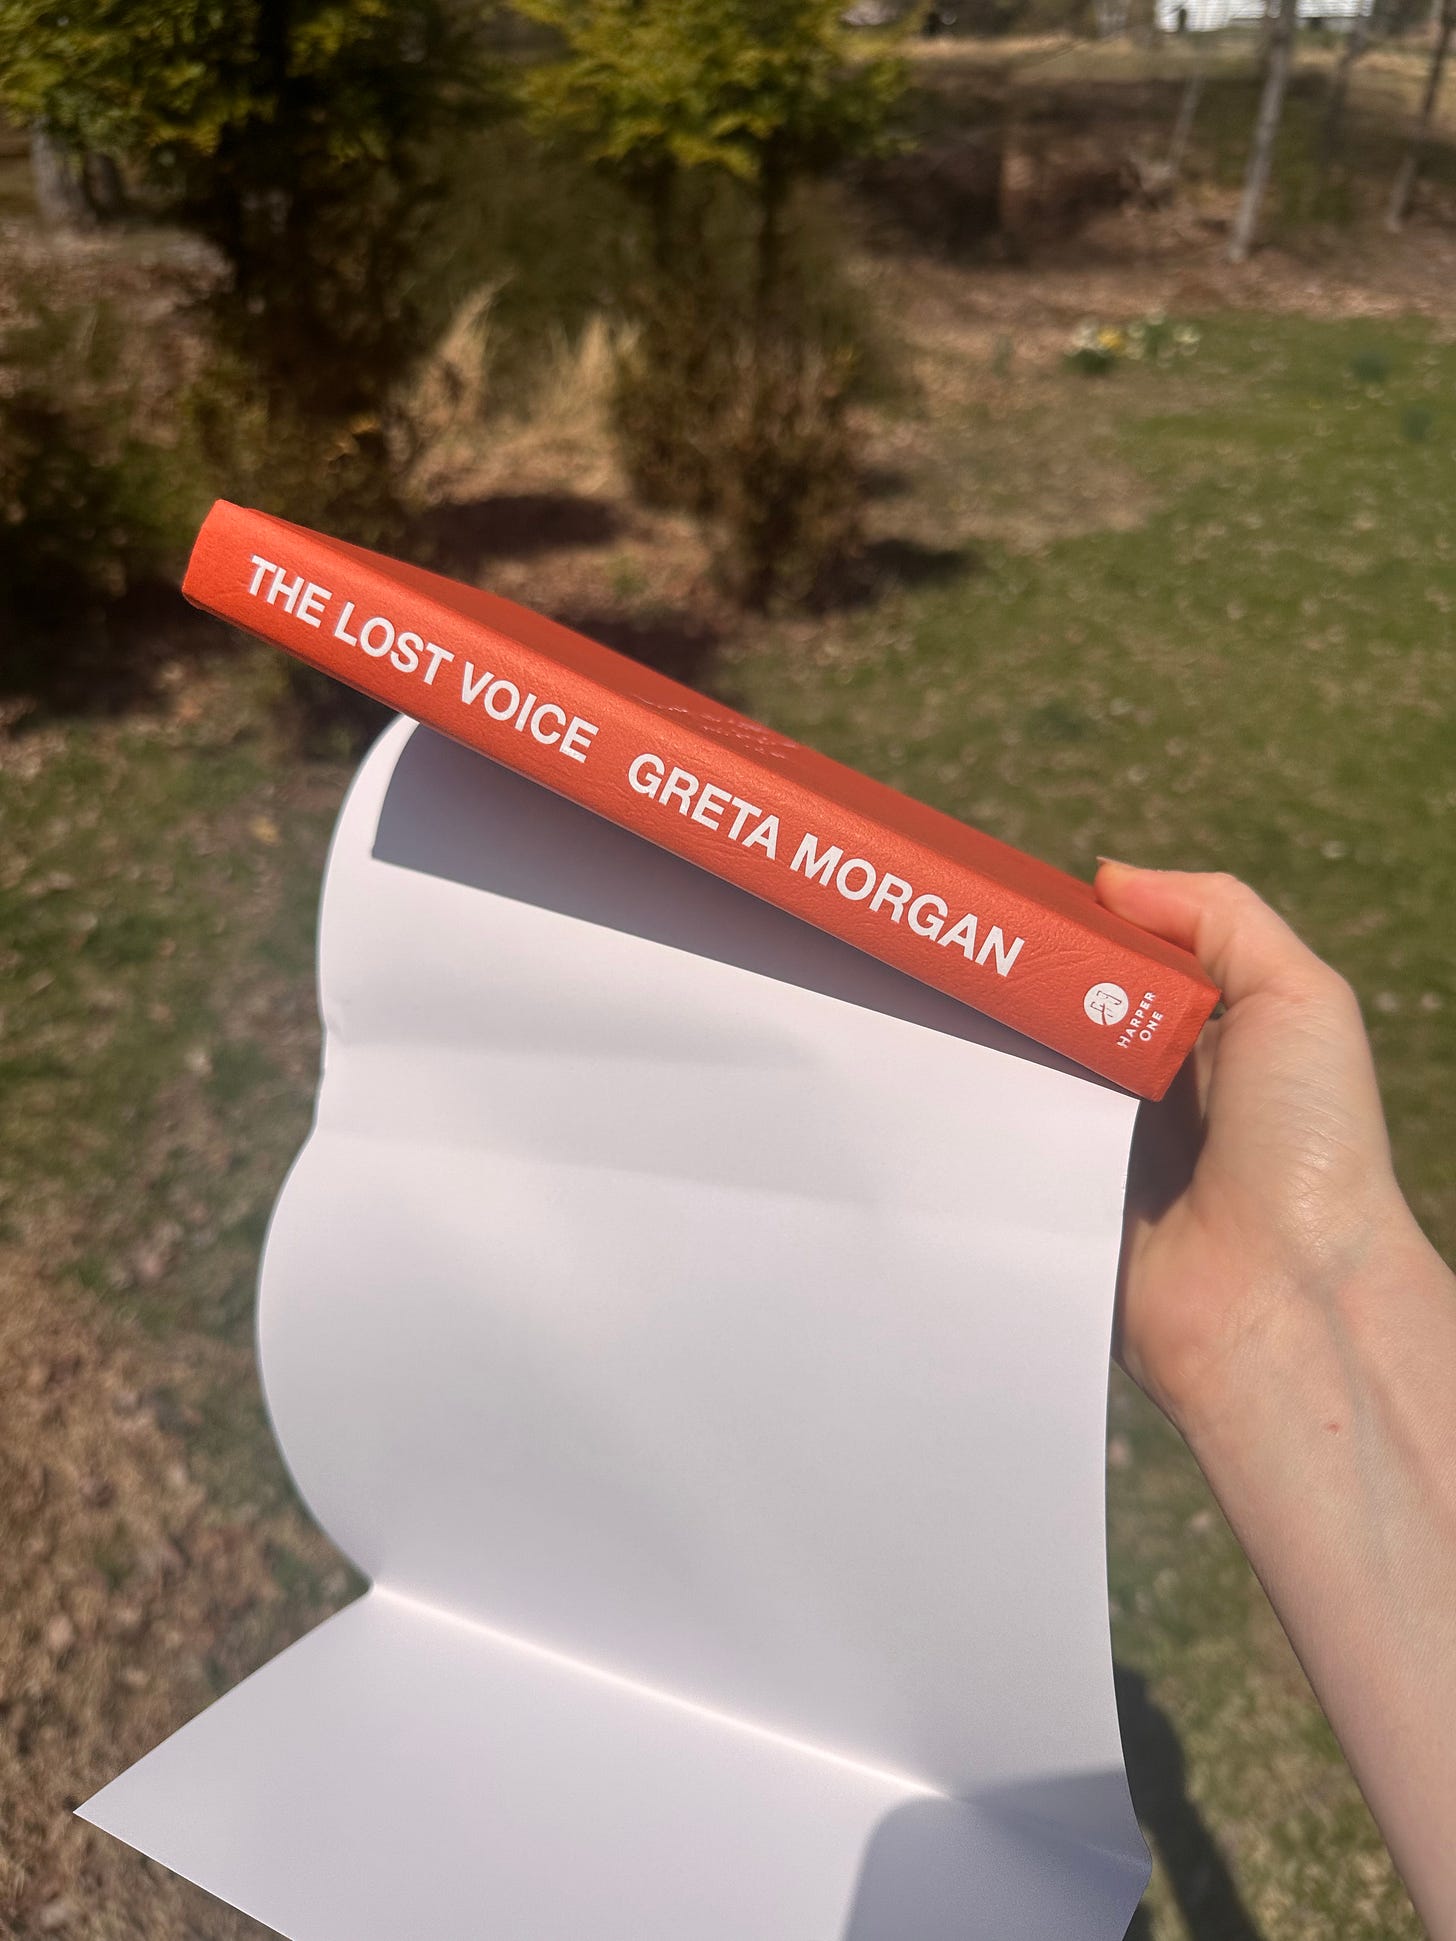 THE LOST VOICE GRETA MORGAN
HARPER
ONE